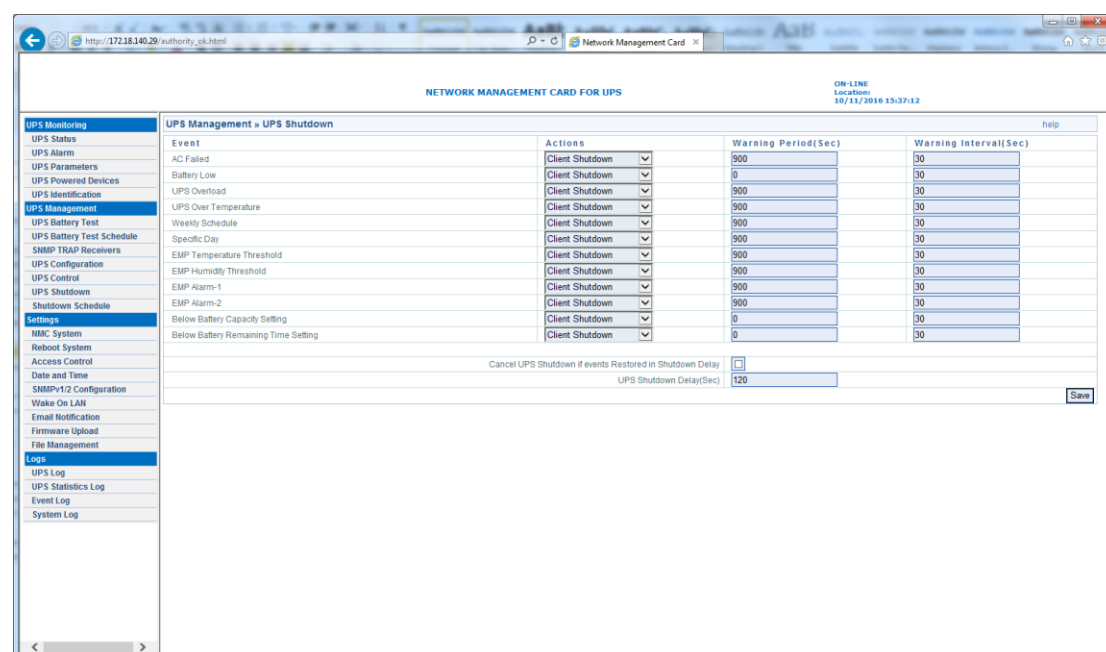 http://172.18.140.29/authority_ok.html
Network Management Card
NETWORK MANAGEMENT CARD FOR UPS
ON-LINE
Location:
10/11/2016 15:37:12
UPS Monitoring
UPS Status
UPS Alarm
UPS Parameters
UPS Powered Devices
UPS Identification
UPS Management
UPS Battery Test
UPS Battery Test Schedule
SNMP TRAP Receivers
UPS Configuration
UPS Control
UPS Shutdown
Shutdown Schedule
Settings
NMC System
Reboot System
Access Control
Date and Time
SNMPv1/2 Configuration
Wake On LAN
Email Notification
Firmware Upload
File Management
Logs
UPS Log
UPS Statistics Log
Event Log
System Log
UPS Management » UPS Shutdown help
Event Actions Warning Period(Sec) Warning Interval(Sec)
AC Failed Client Shutdown 900 30
Battery Low Client Shutdown 0 30
UPS Overload Client Shutdown 900 30
UPS Over Temperature Client Shutdown 900 30
Weekly Schedule Client Shutdown 900 30
Specific Day Client Shutdown 900 30
EMP Temperature Threshold Client Shutdown 900 30
EMP Humidity Threshold Client Shutdown 900 30
EMP Alarm-1 Client Shutdown 900 30
EMP Alarm-2 Client Shutdown 900 30
Below Battery Capacity Setting Client Shutdown 0 30
Below Battery Remaining Time Setting Client Shutdown 0 30
Cancel UPS Shutdown if events Restored in Shutdown Delay
UPS Shutdown Delay(Sec) 120
Save